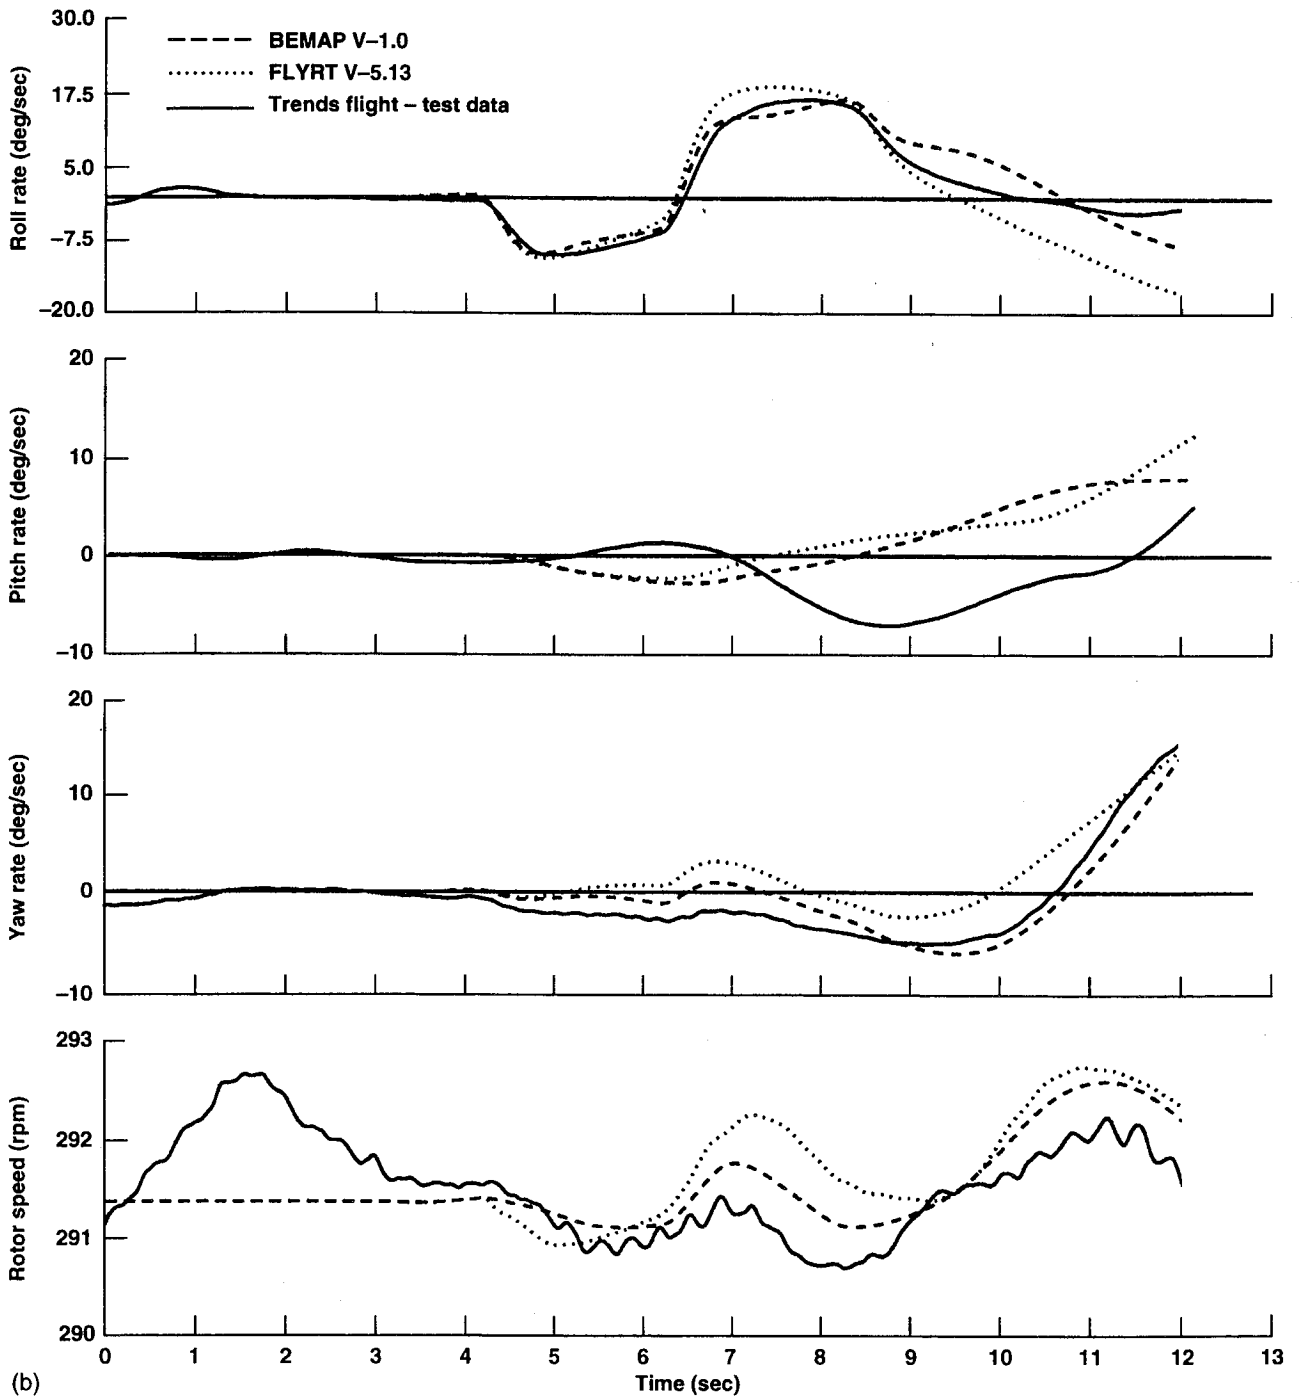 30.0
BEMAP V–1.0
FLYRT V–5.13
Trends flight – test data
17.5
5.0
–7.5
–20.0
Roll rate (deg/sec)
20
10
0
–10
Pitch rate (deg/sec)
20
10
0
–10
Yaw rate (deg/sec)
293
292
291
290
Rotor speed (rpm)
0 1 2 3 4 5 6 7 8 9 10 11 12 13
Time (sec)
(b)